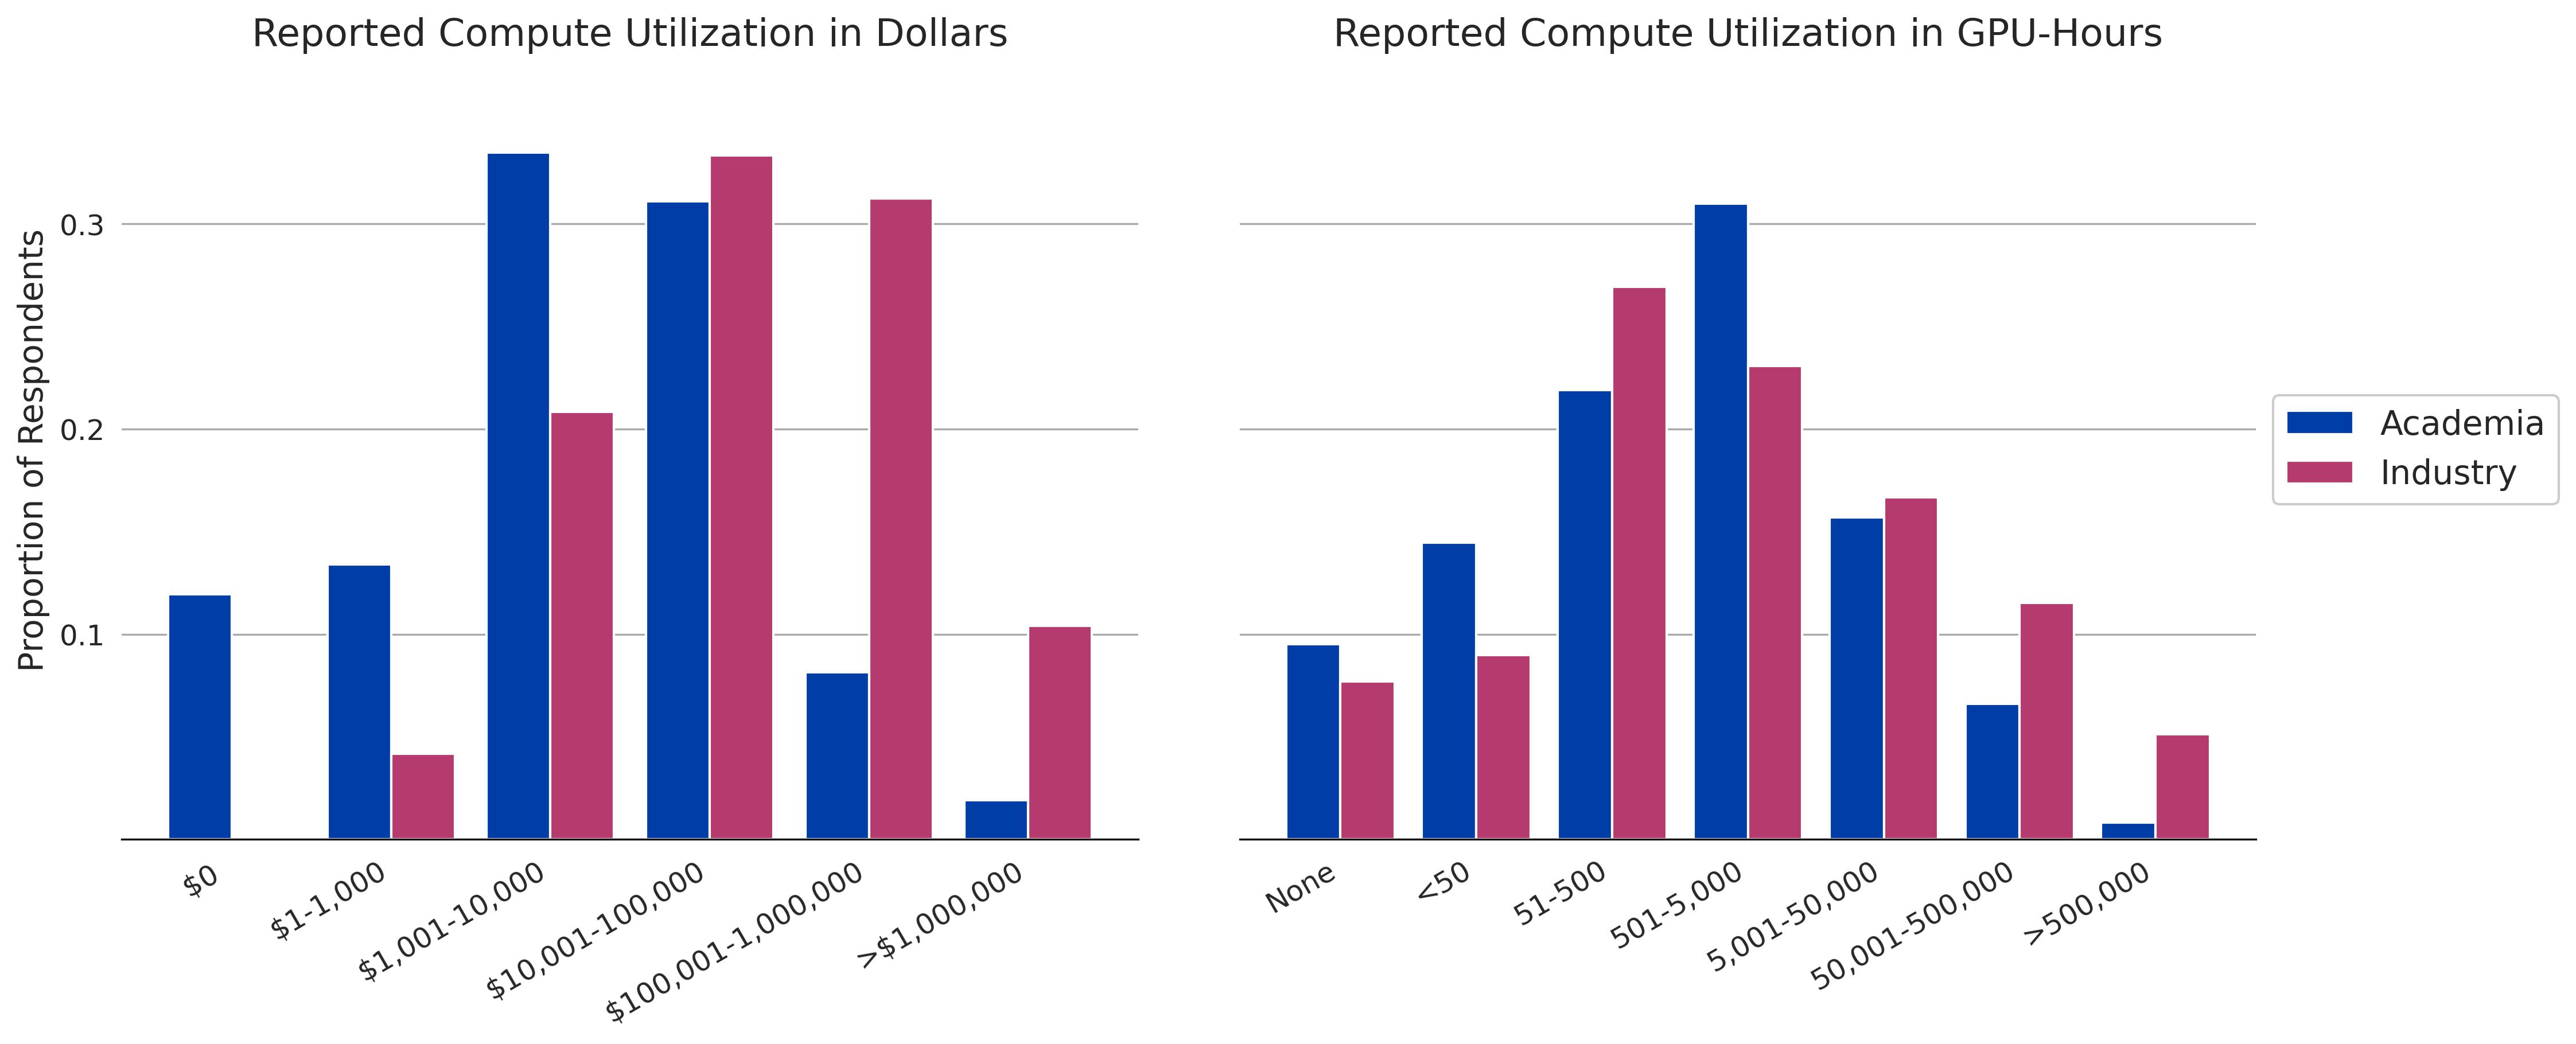 Reported Compute Utilization in Dollars
Proportion of Respondents
0.3
0.2
0.1
$0
$1-1,000
$1,001-10,000
$10,001-100,000
$100,001-1,000,000
>$1,000,000
Reported Compute Utilization in GPU-Hours
None
<50
51-500
501-5,000
5,001-50,000
50,001-500,000
>500,000
Academia
Industry